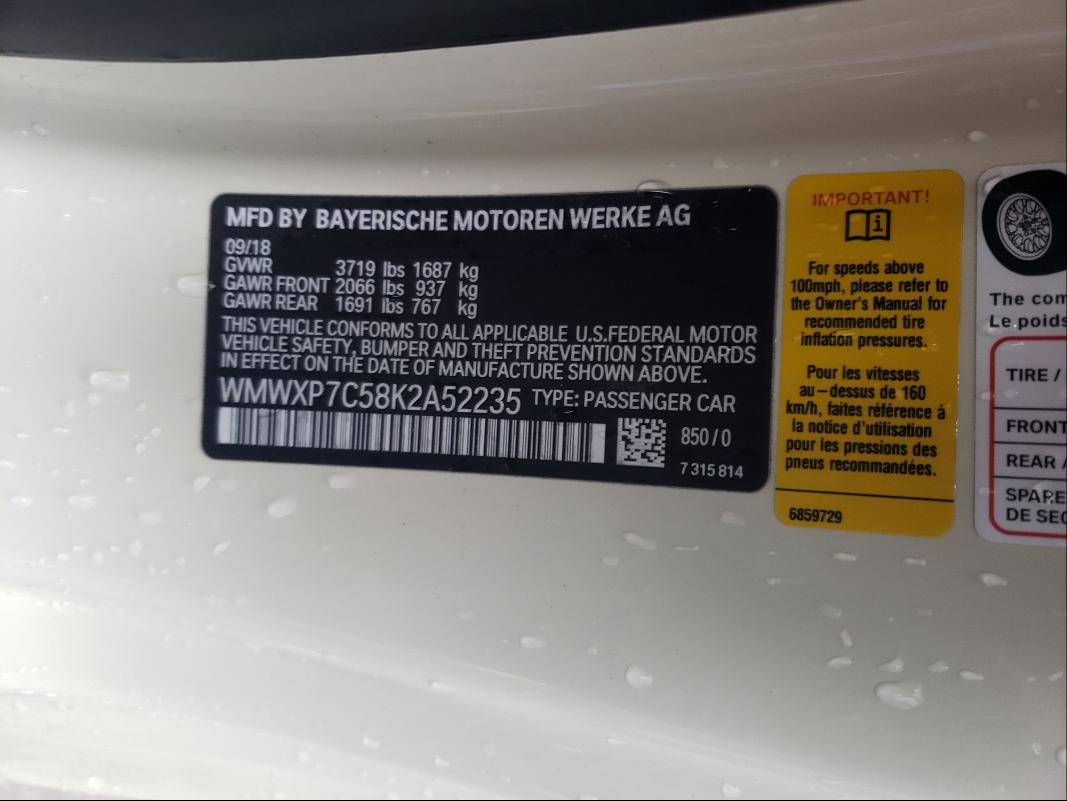 MFD BY BAYERISCHE MOTOREN WERKE AG
09/18
GVWR 3719 lbs 1687 kg
GAWR FRONT 2066 lbs 937 kg
GAWR REAR 1691 lbs 767 kg
THIS VEHICLE CONFORMS TO ALL APPLICABLE U.S.FEDERAL MOTOR
VEHICLE SAFETY, BUMPER AND THEFT PREVENTION STANDARDS
IN EFFECT ON THE DATE OF MANUFACTURE SHOWN ABOVE.
WMWXP7C58K2A52235 TYPE: PASSENGER CAR
850/0
7 315 814
IMPORTANT!
i
For speeds above
100mph, please refer to
the Owner's Manual for
recommended tire
inflation pressures.
Pour les vitesses
au-dessus de 160
km/h, faites référence à
la notice d'utilisation
pour les pressions des
pneus recommandées.
6859729
The com
Le poids
TIRE /
FRONT
REAR /
SPARE
DE SEC